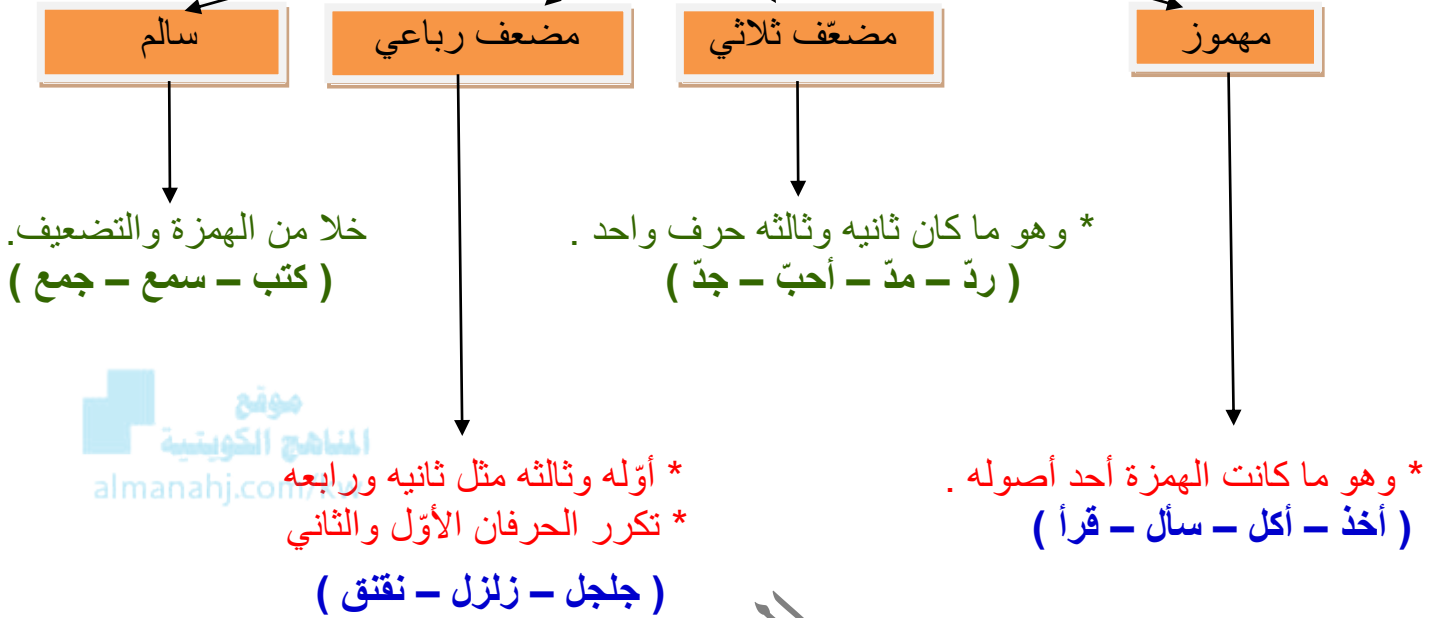 مهموز
مضعّف ثلاثي
مضعف رباعي
سالم
* وهو ما كان ثانيه وثالثه حرف واحد .
( ردّ – مدّ – أحبّ – جدّ )
خلا من الهمزة والتضعيف.
( كتب – سمع – جمع )
موقع
المناهج الكويتية
almanahj.com/kw
* وهو ما كانت الهمزة أحد أصوله .
( أخذ – أكل – سأل – قرأ )
* أوّله وثالثه مثل ثانيه ورابعه
* تكرر الحرفان الأوّل والثاني
( جلجل – زلزل – نقنق )